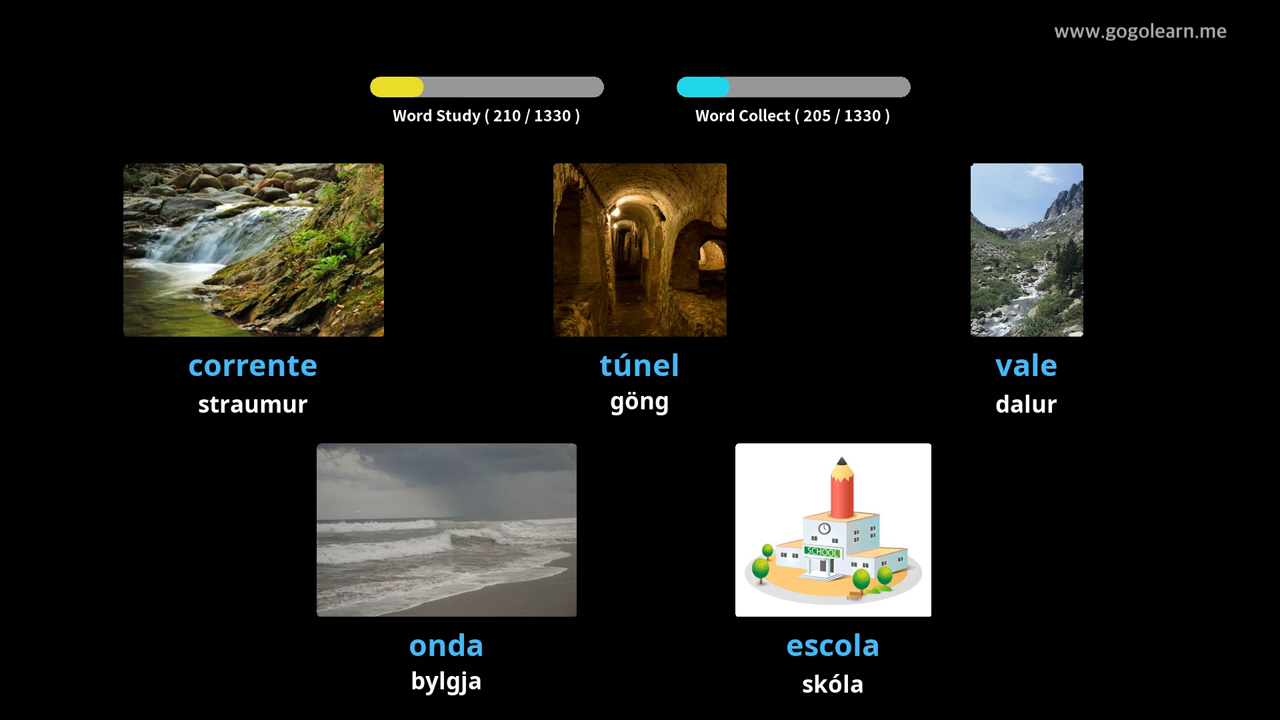 www.gogolearn.me
Word Study ( 210 / 1330 )
Word Collect ( 205 / 1330 )
corrente
straumur
túnel
göng
vale
dalur
SCHOOL
onda
bylgja
escola
skóla